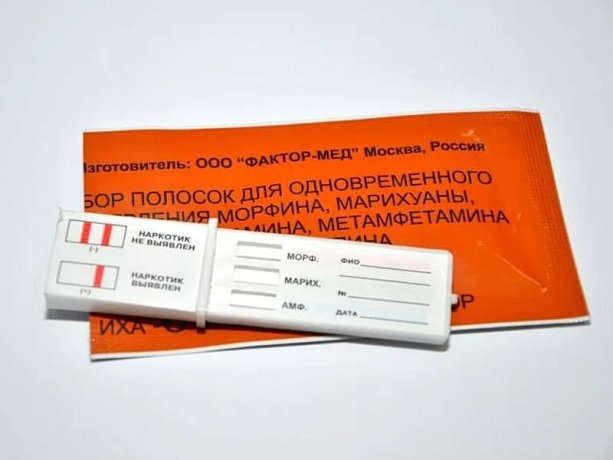 Изготовитель: ООО "ФАКТОР-МЕД" Москва, Россия
БОР ПОЛОСОК ДЛЯ ОДНОВРЕМЕННОГО
МОРФИНА, МАРИХУАНЫ,
МЕТАМФЕТАМИНА
НАРКОТИК
НЕ ВЫЯВЛЕН
(-)
НАРКОТИК
ВЫЯВЛЕН
(+)
МОРФ.
МАРИХ.
АМФ.
ФИО
№
ДАТА
ИХА